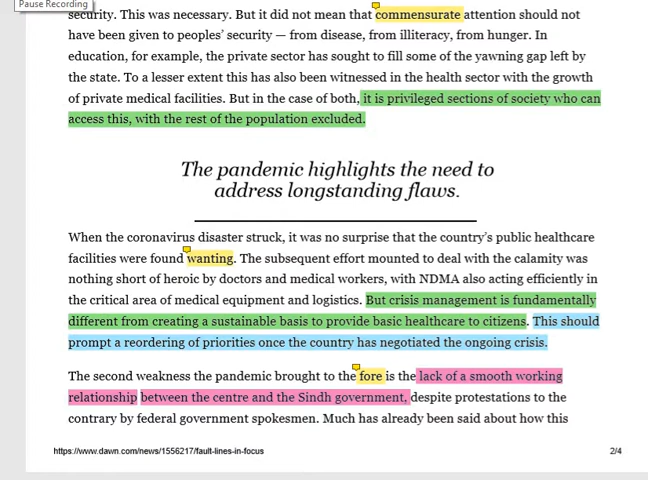 Pause Recording
security. This was necessary. But it did not mean that commensurate attention should not
have been given to peoples' security — from disease, from illiteracy, from hunger. In
education, for example, the private sector has sought to fill some of the yawning gap left by
the state. To a lesser extent this has also been witnessed in the health sector with the growth
of private medical facilities. But in the case of both, it is privileged sections of society who can
access this, with the rest of the population excluded.
The pandemic highlights the need to
address longstanding flaws.
When the coronavirus disaster struck, it was no surprise that the country's public healthcare
facilities were found wanting. The subsequent effort mounted to deal with the calamity was
nothing short of heroic by doctors and medical workers, with NDMA also acting efficiently in
the critical area of medical equipment and logistics. But crisis management is fundamentally
different from creating a sustainable basis to provide basic healthcare to citizens. This should
prompt a reordering of priorities once the country has negotiated the ongoing crisis.
The second weakness the pandemic brought to the fore is the lack of a smooth working
relationship between the centre and the Sindh government, despite protestations to the
contrary by federal government spokesmen. Much has already been said about how this
https://www.dawn.com/news/1556217/fault-lines-in-focus 2/4